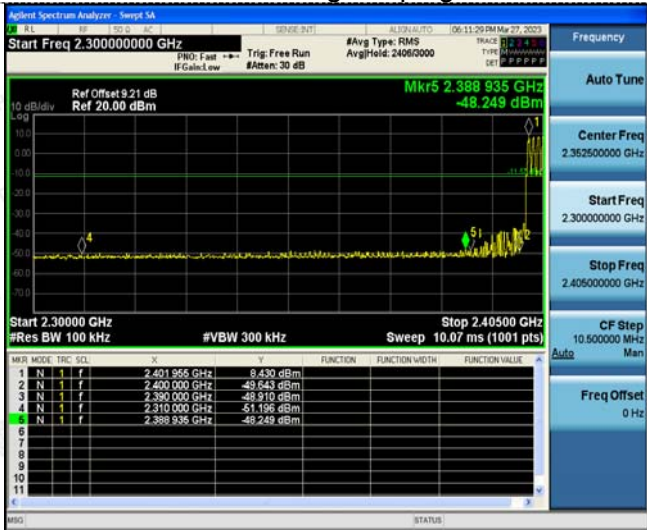 Agilent Spectrum Analyzer - Swept SA
RL RF 50 Ω AC SENSE:INT ALIGN AUTO 06:11:29 PM Mar 27, 2023
Start Freq 2.300000000 GHz
PNO: Fast
IFGain:Low
Trig: Free Run
#Atten: 30 dB
#Avg Type: RMS
Avg|Hold: 2406/3000
TRACE 1 2 3 4 5 6
TYPE
DET P P P P P P
Ref Offset 9.21 dB
10 dB/div Ref 20.00 dBm
Log
Mkr5 2.388 935 GHz
-48.249 dBm
10.0
0.00
-10.0
-20.0
-30.0
-40.0
-50.0
-60.0
-70.0
1
4
5
Start 2.30000 GHz Stop 2.40500 GHz
#Res BW 100 kHz #VBW 300 kHz Sweep 10.07 ms (1001 pts)
MKR MODE TRC SCL X Y FUNCTION FUNCTION WIDTH FUNCTION VALUE
1 N 1 f 2.401 955 GHz 8.430 dBm
2 N 1 f 2.400 000 GHz -49.643 dBm
3 N 1 f 2.390 000 GHz -48.910 dBm
4 N 1 f 2.310 000 GHz -51.196 dBm
5 N 1 f 2.388 935 GHz -48.249 dBm
6
7
8
9
10
11
MSG STATUS
Frequency
Auto Tune
Center Freq
2.352500000 GHz
Start Freq
2.300000000 GHz
Stop Freq
2.405000000 GHz
CF Step
10.500000 MHz
Auto Man
Freq Offset
0 Hz